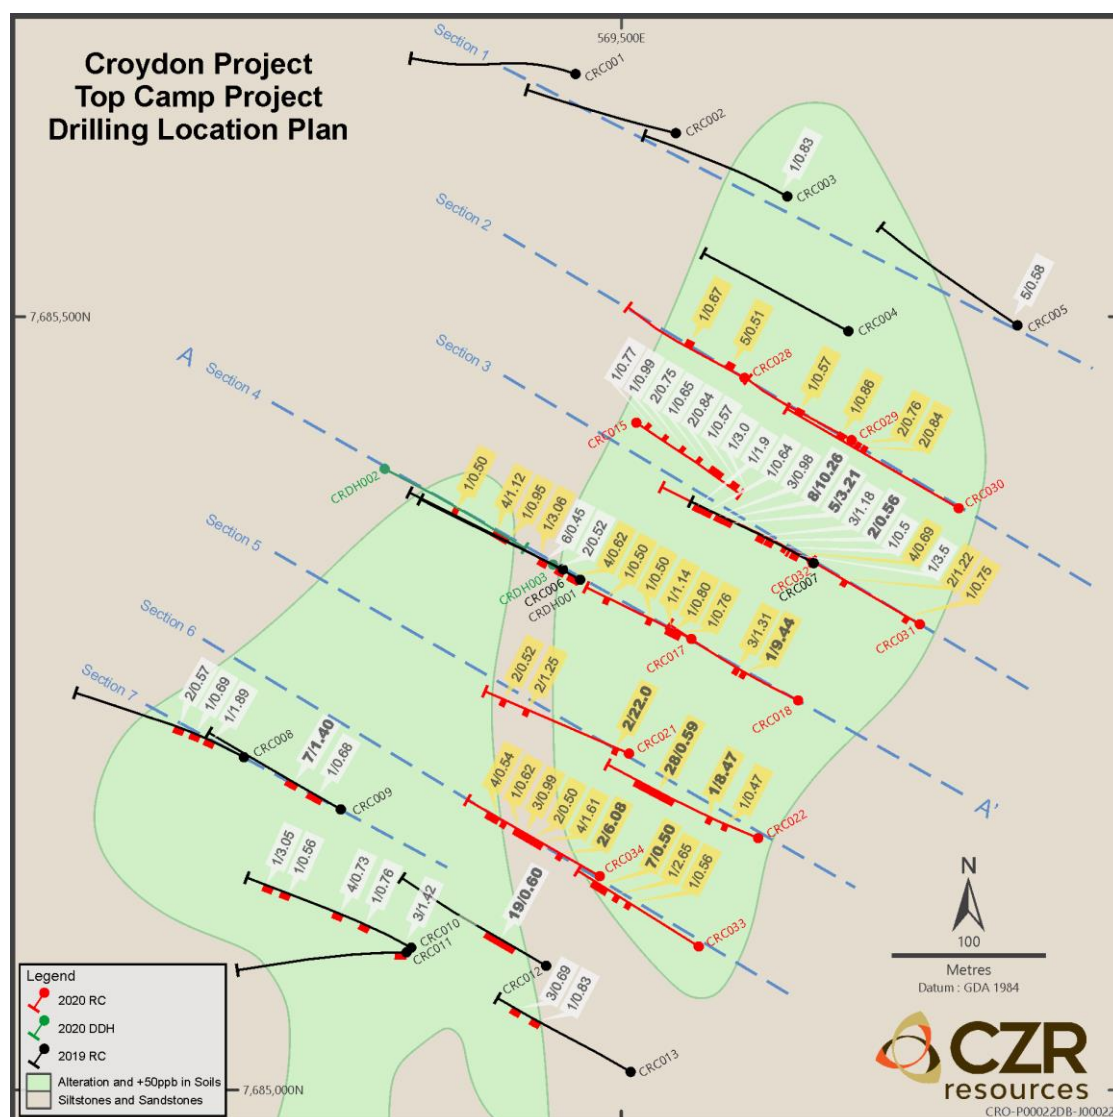 Croydon Project
Top Camp Project
Drilling Location Plan
569,500E
Section 1
CRC001
CRC002
1/0.83
CRC003
Section 2
5/0.58
CRC005
CRC004
7,685,500N
1/0.67
5/0.51
CRC028
Section 3
A
Section 4
1/0.57
1/0.86
CRC029
2/0.76
2/0.84
CRC030
CRC015
1/0.77
1/0.99
2/0.75
1/0.65
2/0.84
1/0.57
1/3.0
1/1.9
1/0.64
3/0.98
8/10.26
5/3.21
3/1.18
2/0.56
1/0.5
4/0.69
1/3.5
2/1.22
1/0.75
CRC032
CRC007
CRC031
CRDH002
1/0.50
4/1.12
1/0.95
1/3.06
6/0.45
2/0.52
4/0.62
1/0.50
1/0.50
1/1.14
1/0.80
1/0.76
3/1.31
1/9.44
CRDH003
CRC006
CRDH001
CRC017
CRC018
Section 5
2/0.52
2/1.25
2/22.0
CRC021
28/0.59
1/8.47
1/0.47
CRC022
A'
Section 6
Section 7
2/0.57
1/0.69
1/1.89
CRC008
7/1.40
1/0.68
CRC009
4/0.54
1/0.62
3/0.99
2/0.50
4/1.61
2/6.08
CRC034
7/0.50
1/2.65
1/0.56
CRC033
1/3.05
1/0.56
4/0.73
1/0.76
3/1.42
CRC010
CRC011
19/0.60
CRC012
3/0.69
1/0.83
CRC013
N
100
Metres
Datum : GDA 1984
Legend
2020 RC
2020 DDH
2019 RC
Alteration and +50ppb in Soils
Siltstones and Sandstones
7,685,000N
CZR
resources
CRO-P00022DB-J00022